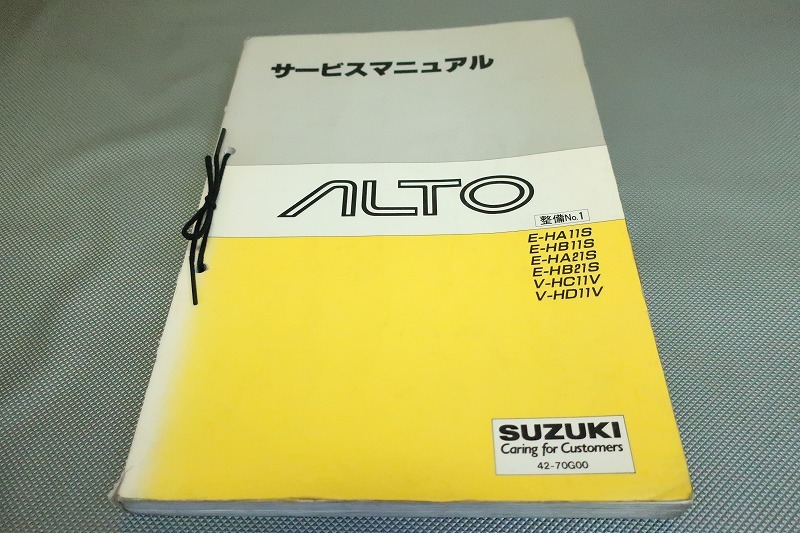 サービスマニュアル
ALTO
整備No.1
E-HA11S
E-HB11S
E-HA21S
E-HB21S
V-HC11V
V-HD11V
SUZUKI
Caring for Customers
42-70G00